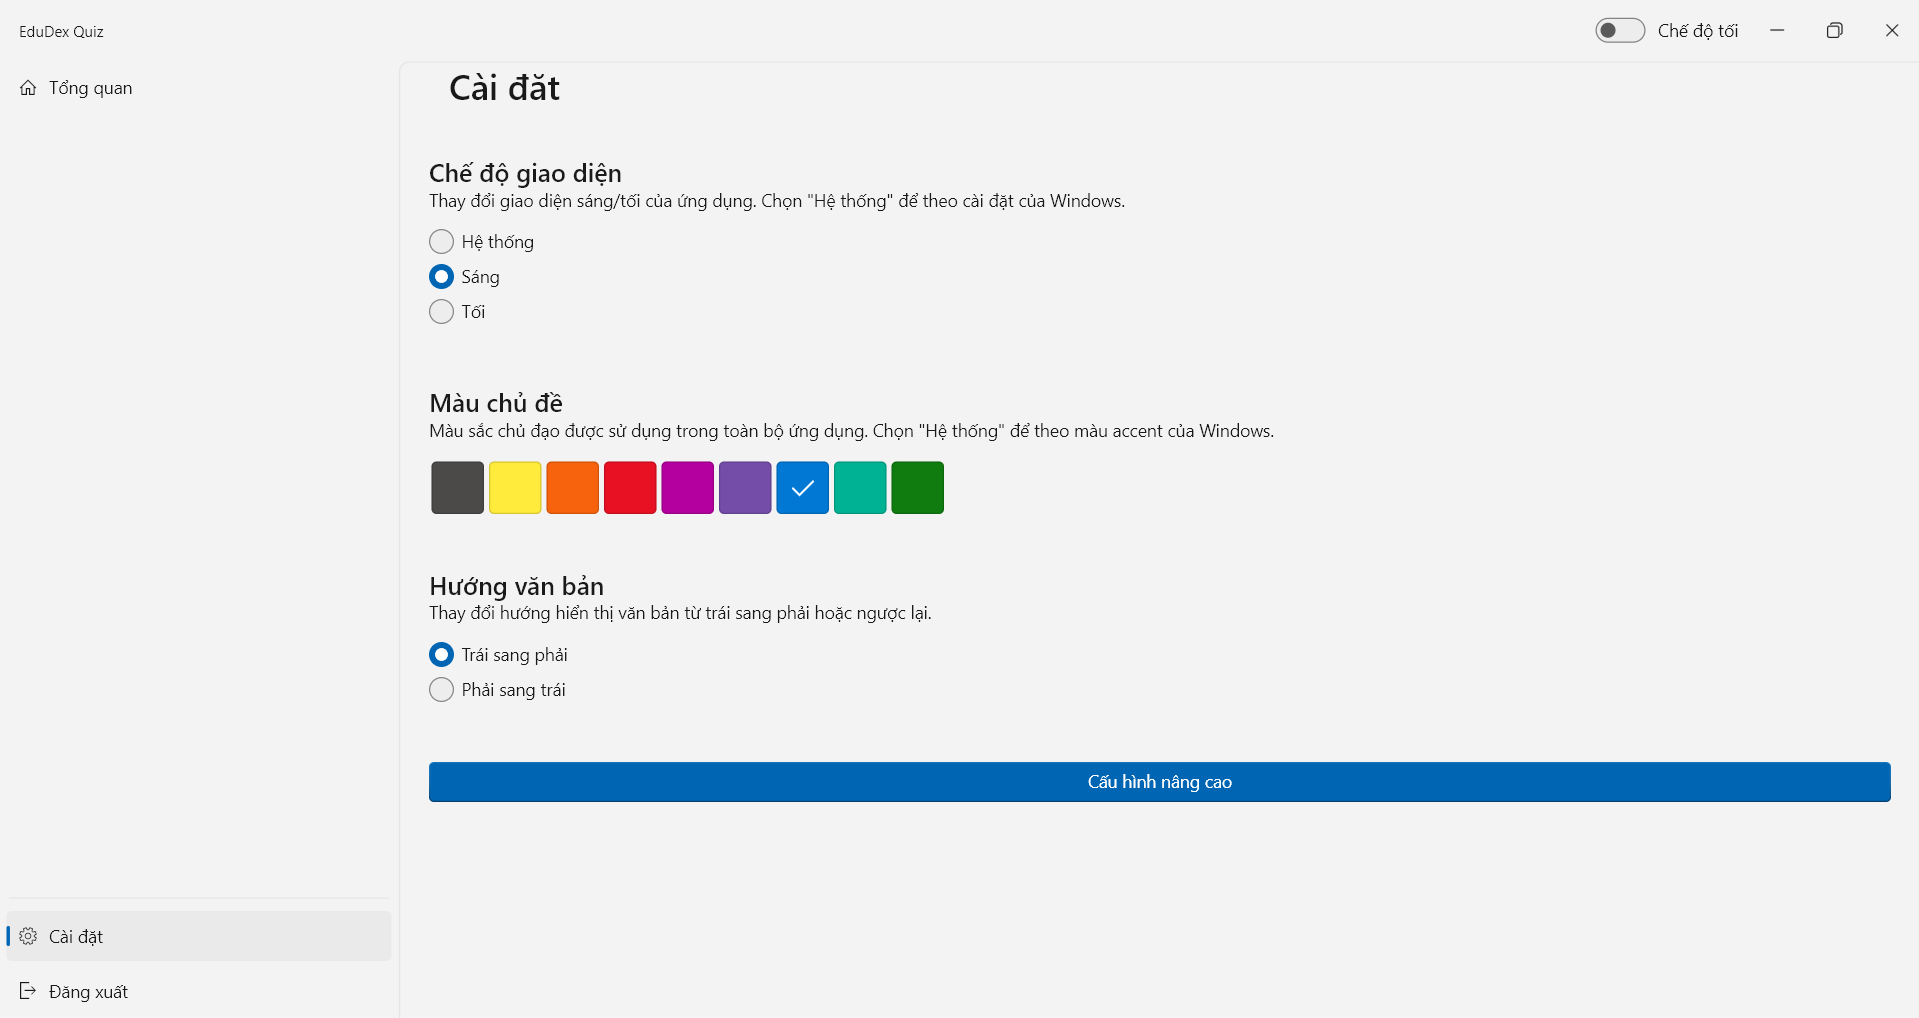 EduDex Quiz
Chế độ tối
Tổng quan
Cài đặt
Chế độ giao diện
Thay đổi giao diện sáng/tối của ứng dụng. Chọn "Hệ thống" để theo cài đặt của Windows.
Hệ thống
Sáng
Tối
Màu chủ đề
Màu sắc chủ đạo được sử dụng trong toàn bộ ứng dụng. Chọn "Hệ thống" để theo màu accent của Windows.
Hướng văn bản
Thay đổi hướng hiển thị văn bản từ trái sang phải hoặc ngược lại.
Trái sang phải
Phải sang trái
Cấu hình nâng cao
Cài đặt
Đăng xuất